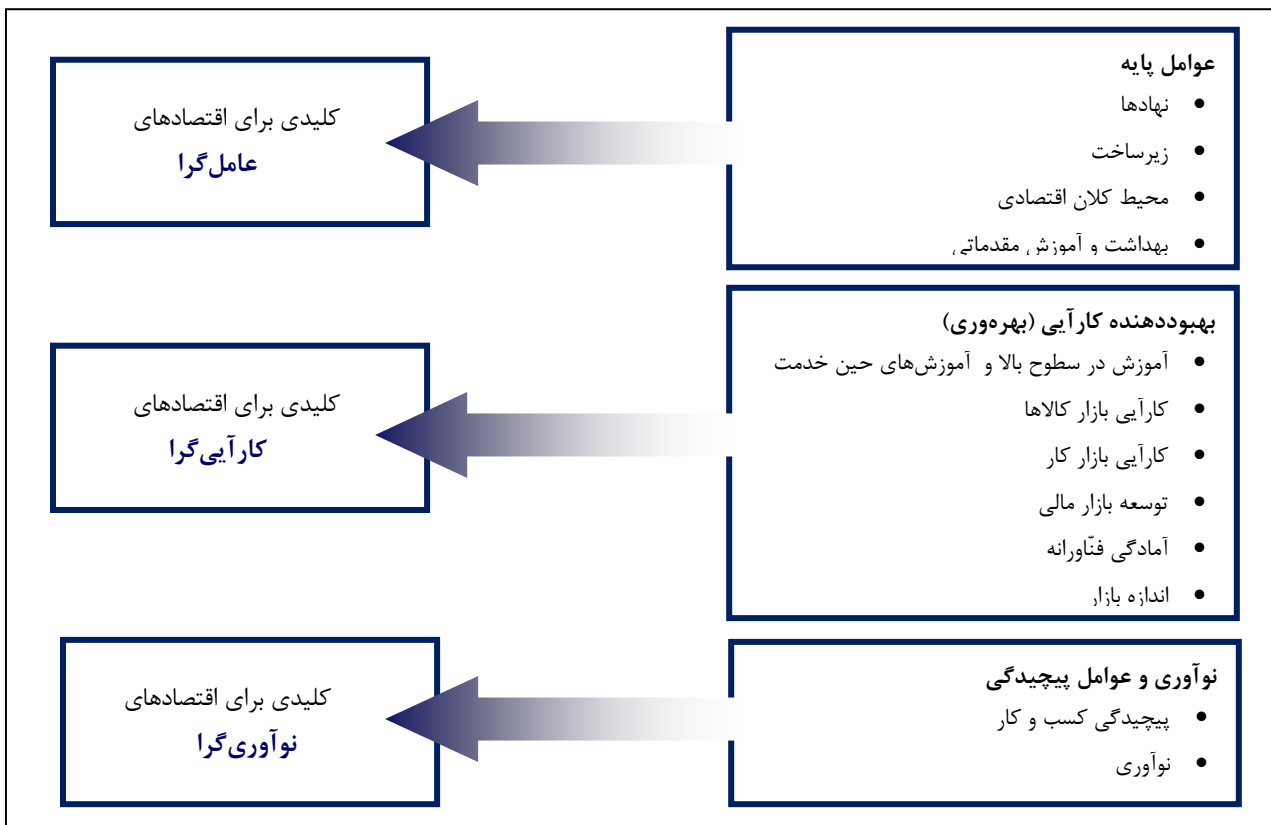 عوامل پایه
• نهادها
• زیرساخت
• محیط کلان اقتصادی
• بهداشت و آموزش مقدماتی
کلیدی برای اقتصادهای
عامل‌گرا
بهبوددهنده کارآیی (بهره‌وری)
• آموزش در سطوح بالا و آموزش‌های حین خدمت
• کارآیی بازار کالاها
• کارآیی بازار کار
• توسعه بازار مالی
• آمادگی فنّاورانه
• اندازه بازار
کلیدی برای اقتصادهای
کارآیی‌گرا
نوآوری و عوامل پیچیدگی
• پیچیدگی کسب و کار
• نوآوری
کلیدی برای اقتصادهای
نوآوری‌گرا